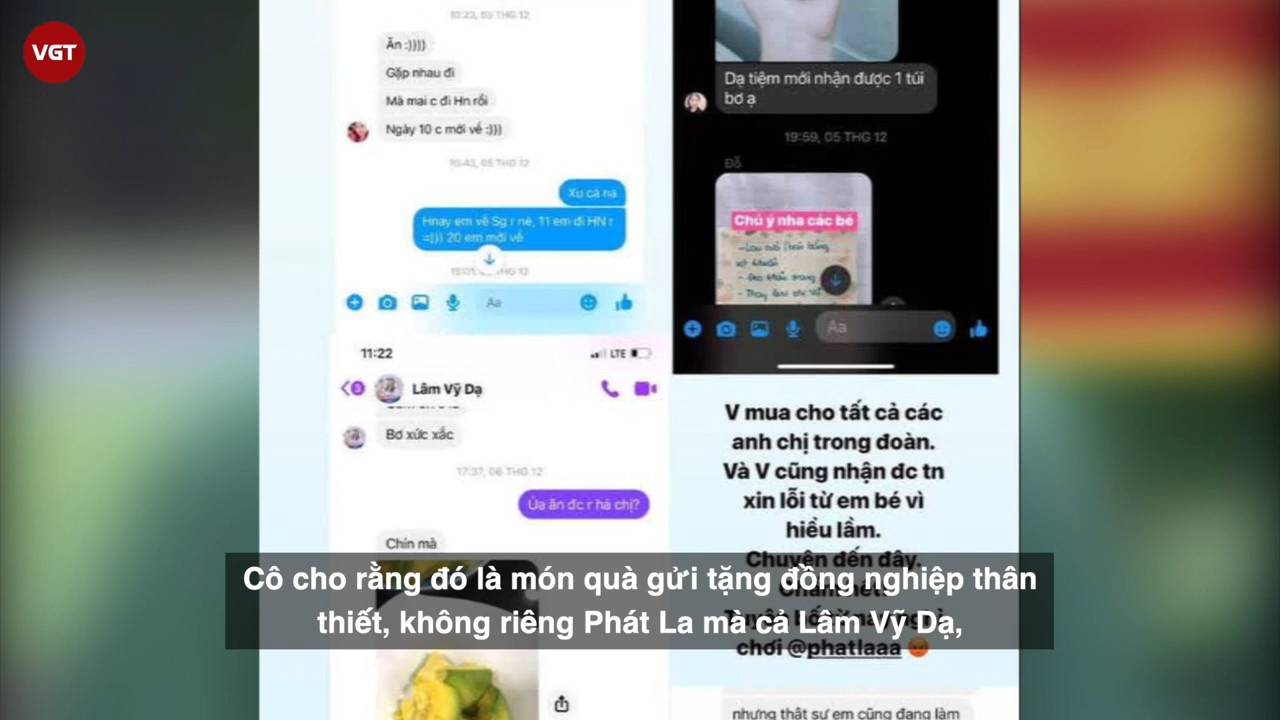 VGT
10:23, 05 THG 12
Ăn :))))
Gặp nhau đi
Mà mai c đi Hn rồi
Ngày 10 c mới về :)))
10:43, 05 THG 12
Xu cà na
Hnay em về Sg r nè, 11 em đi HN r
=))) 20 em mới về
THG 12
Aa
11:22
LTE
3
Lâm Vỹ Dạ
Bơ xức xắc
17:37, 06 THG 12
Ủa ăn đc r hả chị?
Chín mà
Dạ tiệm mới nhận được 1 túi
bơ ạ
19:59, 05 THG 12
Đỗ
Chú ý nha các bé
Aa
V mua cho tất cả các
anh chị trong đoàn.
Và V cũng nhận đc tn
xin lỗi từ em bé vì
hiểu lầm.
Chuyện đến đây.
chơi @phatlaaa
nhưng thật sự em cũng đang làm
Cô cho rằng đó là món quà gửi tặng đồng nghiệp thân
thiết, không riêng Phát La mà cả Lâm Vỹ Dạ,